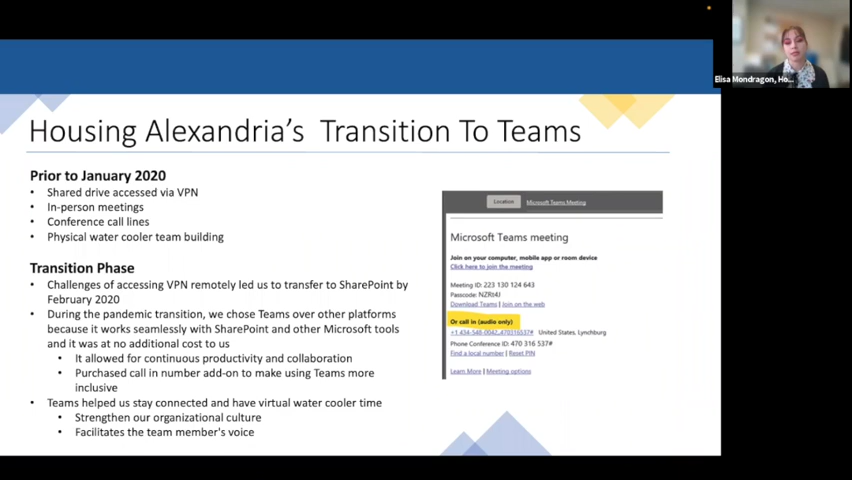 Elisa Mondragon, Ho...
Housing Alexandria's Transition To Teams
Prior to January 2020
• Shared drive accessed via VPN
• In-person meetings
• Conference call lines
• Physical water cooler team building
Transition Phase
• Challenges of accessing VPN remotely led us to transfer to SharePoint by
February 2020
• During the pandemic transition, we chose Teams over other platforms
because it works seamlessly with SharePoint and other Microsoft tools
and it was at no additional cost to us
• It allowed for continuous productivity and collaboration
• Purchased call in number add-on to make using Teams more
inclusive
• Teams helped us stay connected and have virtual water cooler time
• Strengthen our organizational culture
• Facilitates the team member's voice
Location Microsoft Teams Meeting
Microsoft Teams meeting
Join on your computer, mobile app or room device
Click here to join the meeting
Meeting ID: 223 130 124 643
Passcode: NZRt4J
Download Teams | Join on the web
Or call in (audio only)
United States, Lynchburg
Phone Conference ID: 470 316 537#
Find a local number | Reset PIN
Learn More | Meeting options